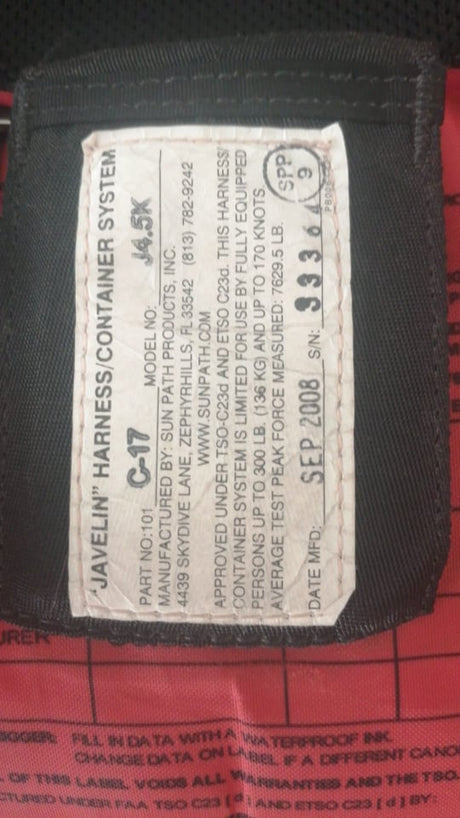 "JAVELIN" HARNESS/CONTAINER SYSTEM
PART NO:101 C-17 MODEL NO: J4.5K
MANUFACTURED BY: SUN PATH PRODUCTS, INC.
4439 SKYDIVE LANE, ZEPHYRHILLS, FL 33542 (813) 782-9242
WWW.SUNPATH.COM
APPROVED UNDER TSO-C23d AND ETSO C23d. THIS HARNESS/
CONTAINER SYSTEM IS LIMITED FOR USE BY FULLY EQUIPPED
PERSONS UP TO 300 LB. (136 KG) AND UP TO 170 KNOTS
AVERAGE TEST PEAK FORCE MEASURED: 7629.5 LB.
DATE MFD: SEP 2008 S/N: 33364
SPP
9
URER
IGGER: FILL IN DATA WITH A WATERPROOF INK.
CHANGE DATA ON LABEL IF A DIFFERENT CANO
OF THIS LABEL VOIDS ALL WARRANTIES AND THE TSO.
CTURED UNDER FAA TSO C23 [d] AND ETSO C23 [d] BY: